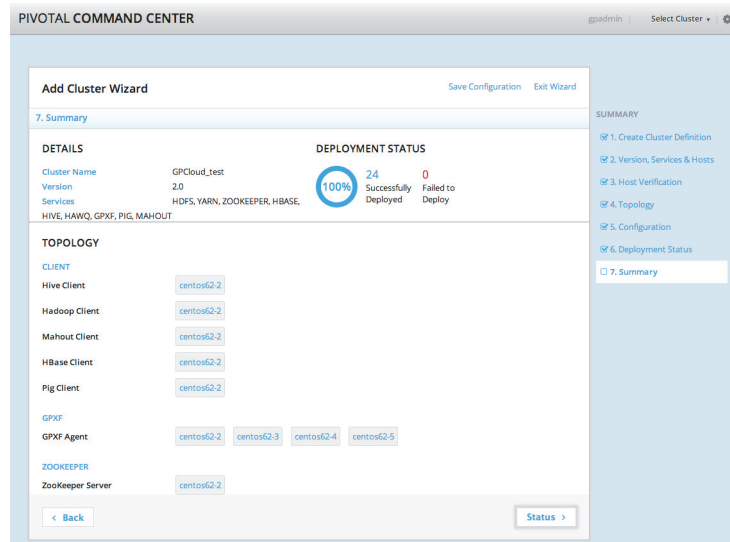 PIVOTAL COMMAND CENTER
gpadmin | Select Cluster
Add Cluster Wizard
Save Configuration Exit Wizard
7. Summary
DETAILS
Cluster Name GPCloud_test
Version 2.0
Services HDFS, YARN, ZOOKEEPER, HBASE,
HIVE, HAWQ, GPXF, PIG, MAHOUT
DEPLOYMENT STATUS
100%
24 Successfully Deployed
0 Failed to Deploy
TOPOLOGY
CLIENT
Hive Client centos62-2
Hadoop Client centos62-2
Mahout Client centos62-2
HBase Client centos62-2
Pig Client centos62-2
GPXF
GPXF Agent centos62-2 centos62-3 centos62-4 centos62-5
ZOOKEEPER
ZooKeeper Server centos62-2
< Back
Status >
SUMMARY
1. Create Cluster Definition
2. Version, Services & Hosts
3. Host Verification
4. Topology
5. Configuration
6. Deployment Status
7. Summary